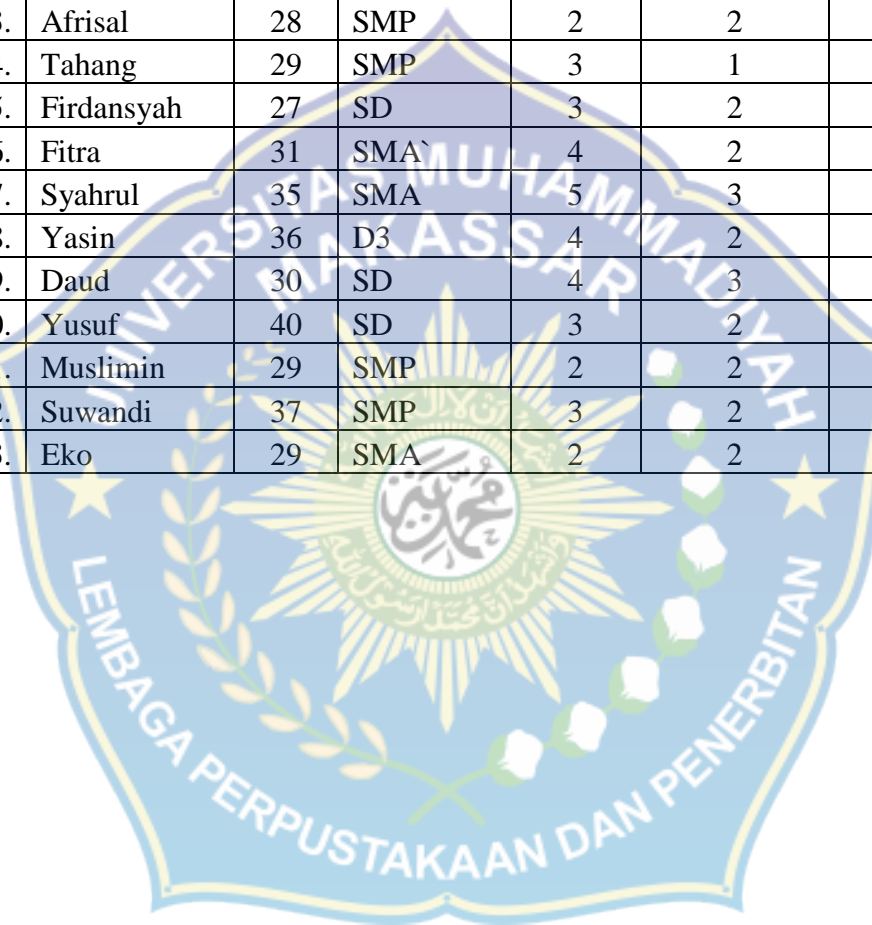 3. Afrisal 28 SMP 2 2
4. Tahang 29 SMP 3 1
5. Firdansyah 27 SD 3 2
6. Fitra 31 SMA` 4 2
7. Syahrul 35 SMA 5 3
8. Yasin 36 D3 4 2
9. Daud 30 SD 4 3
0. Yusuf 40 SD 3 2
1. Muslimin 29 SMP 2 2
2. Suwandi 37 SMP 3 2
3. Eko 29 SMA 2 2
UNIVERSITAS MUHAMMADIYAH
MAKASSAR
LEMBAGA PERPUSTAKAAN DAN PENERBITAN